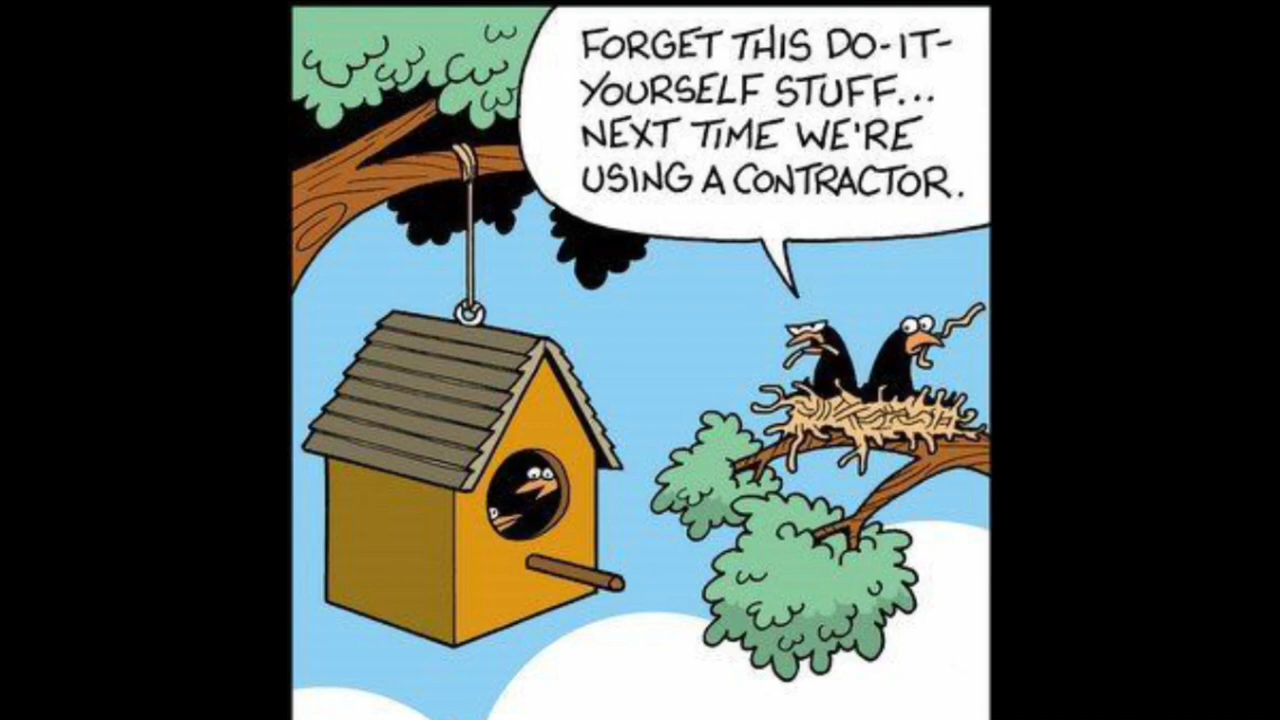 FORGET THIS DO-IT-
YOURSELF STUFF...
NEXT TIME WE'RE
USING A CONTRACTOR.